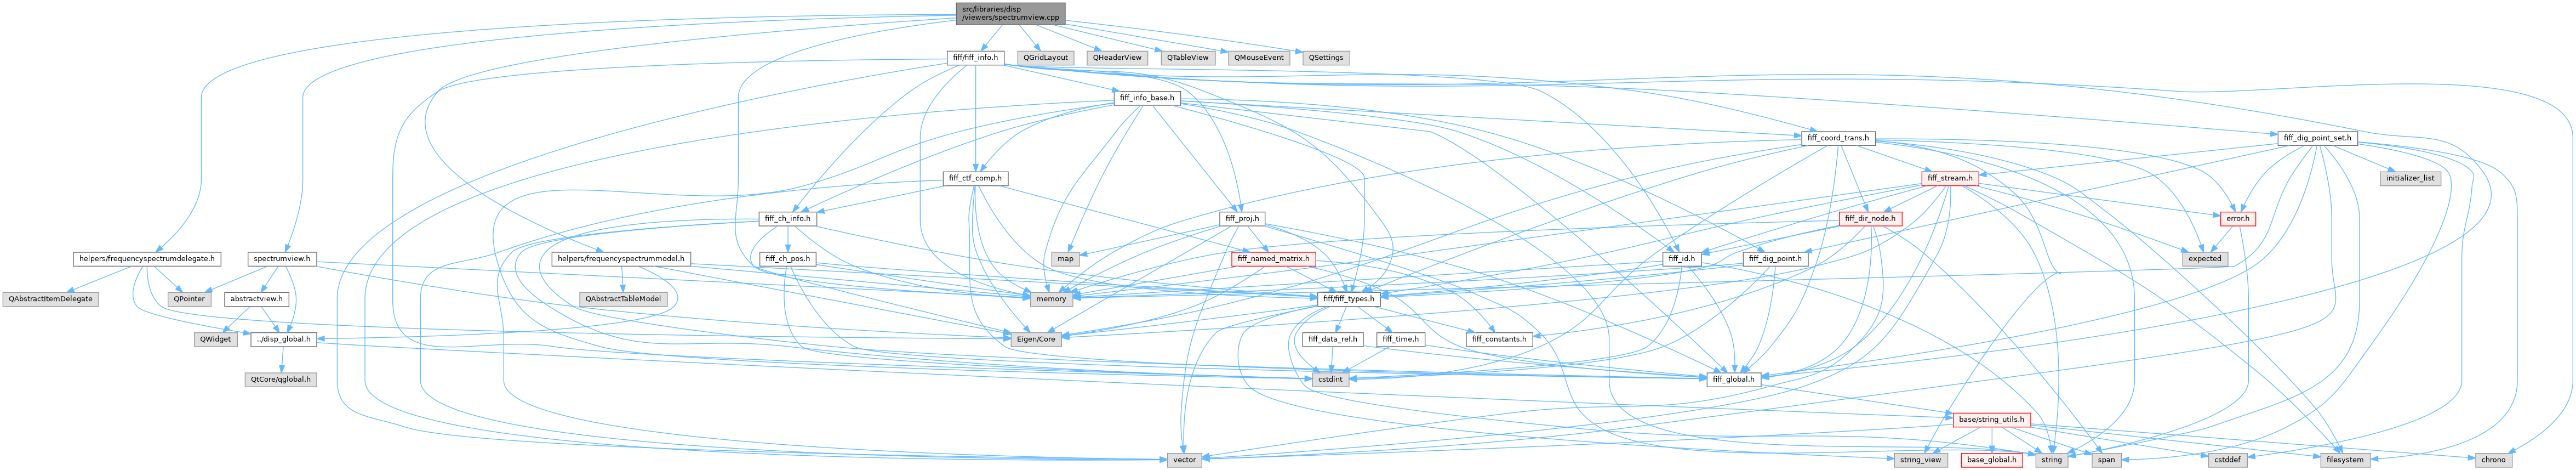 src/libraries/disp
/viewers/spectrumview.cpp
fiff/fiff_info.h
QGridLayout
QHeaderView
QTableView
QMouseEvent
QSettings
fiff_info_base.h
fiff_coord_trans.h
fiff_dig_point_set.h
fiff_ctf_comp.h
fiff_stream.h
initializer_list
fiff_ch_info.h
fiff_proj.h
fiff_dir_node.h
error.h
helpers/frequencyspectrumdelegate.h
spectrumview.h
helpers/frequencyspectrummodel.h
fiff_ch_pos.h
map
fiff_named_matrix.h
fiff_id.h
fiff_dig_point.h
expected
QAbstractItemDelegate
QPointer
abstractview.h
QAbstractTableModel
memory
fiff/fiff_types.h
QWidget
../disp_global.h
Eigen/Core
fiff_data_ref.h
fiff_time.h
fiff_constants.h
QtCore/qglobal.h
cstdint
fiff_global.h
base/string_utils.h
vector
string_view
base_global.h
string
span
cstddef
filesystem
chrono